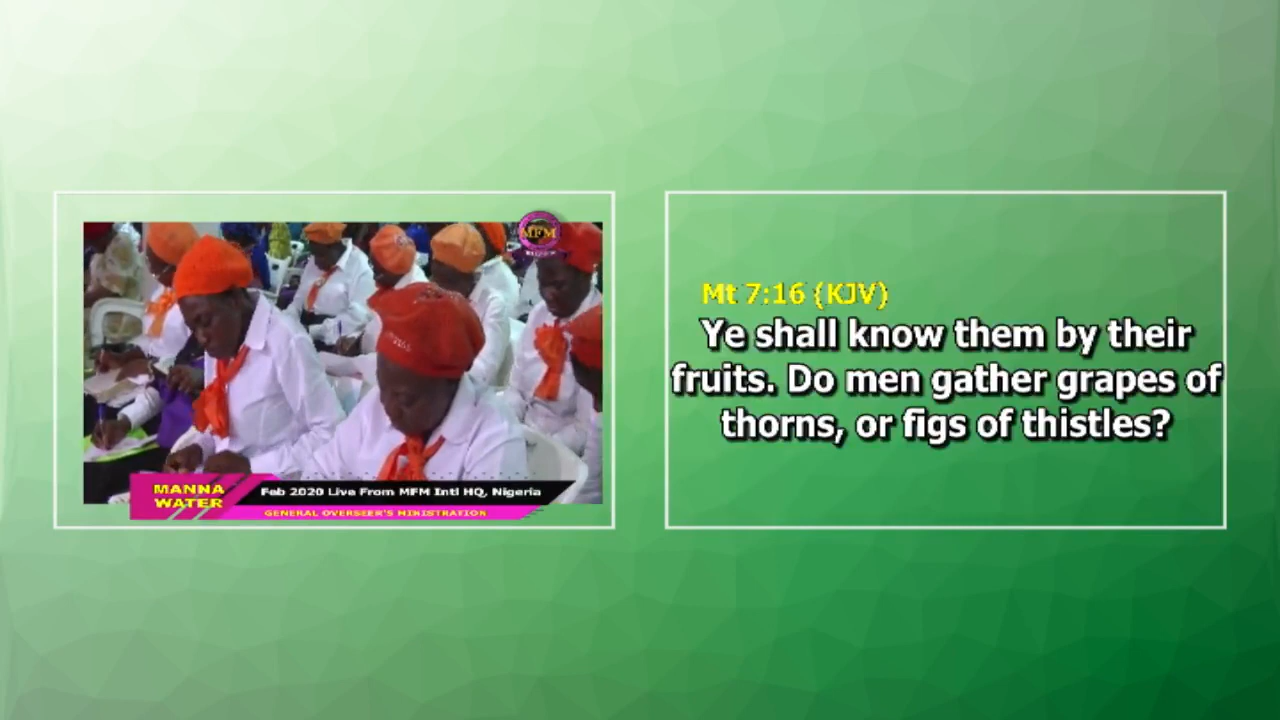 MFM
MANNA
WATER
Feb 2020 Live From MFM Intl HQ, Nigeria
GENERAL OVERSEER'S MINISTRATION
Mt 7:16 (KJV)
Ye shall know them by their
fruits. Do men gather grapes of
thorns, or figs of thistles?